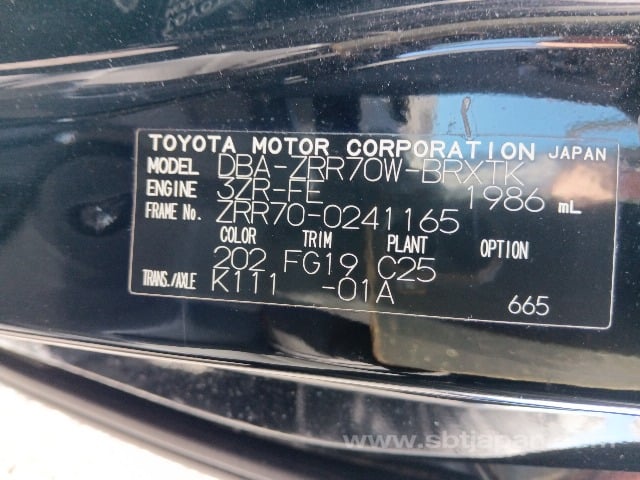 TOYOTA MOTOR CORPORATION JAPAN
MODEL DBA-ZRR70W-BRXTK
ENGINE 3ZR-FE 1986 mL
FRAME No. ZRR70-0241165
COLOR TRIM PLANT OPTION
202 FG19 C25
TRANS./AXLE K111 -01A
665
www.sbtjapan.com